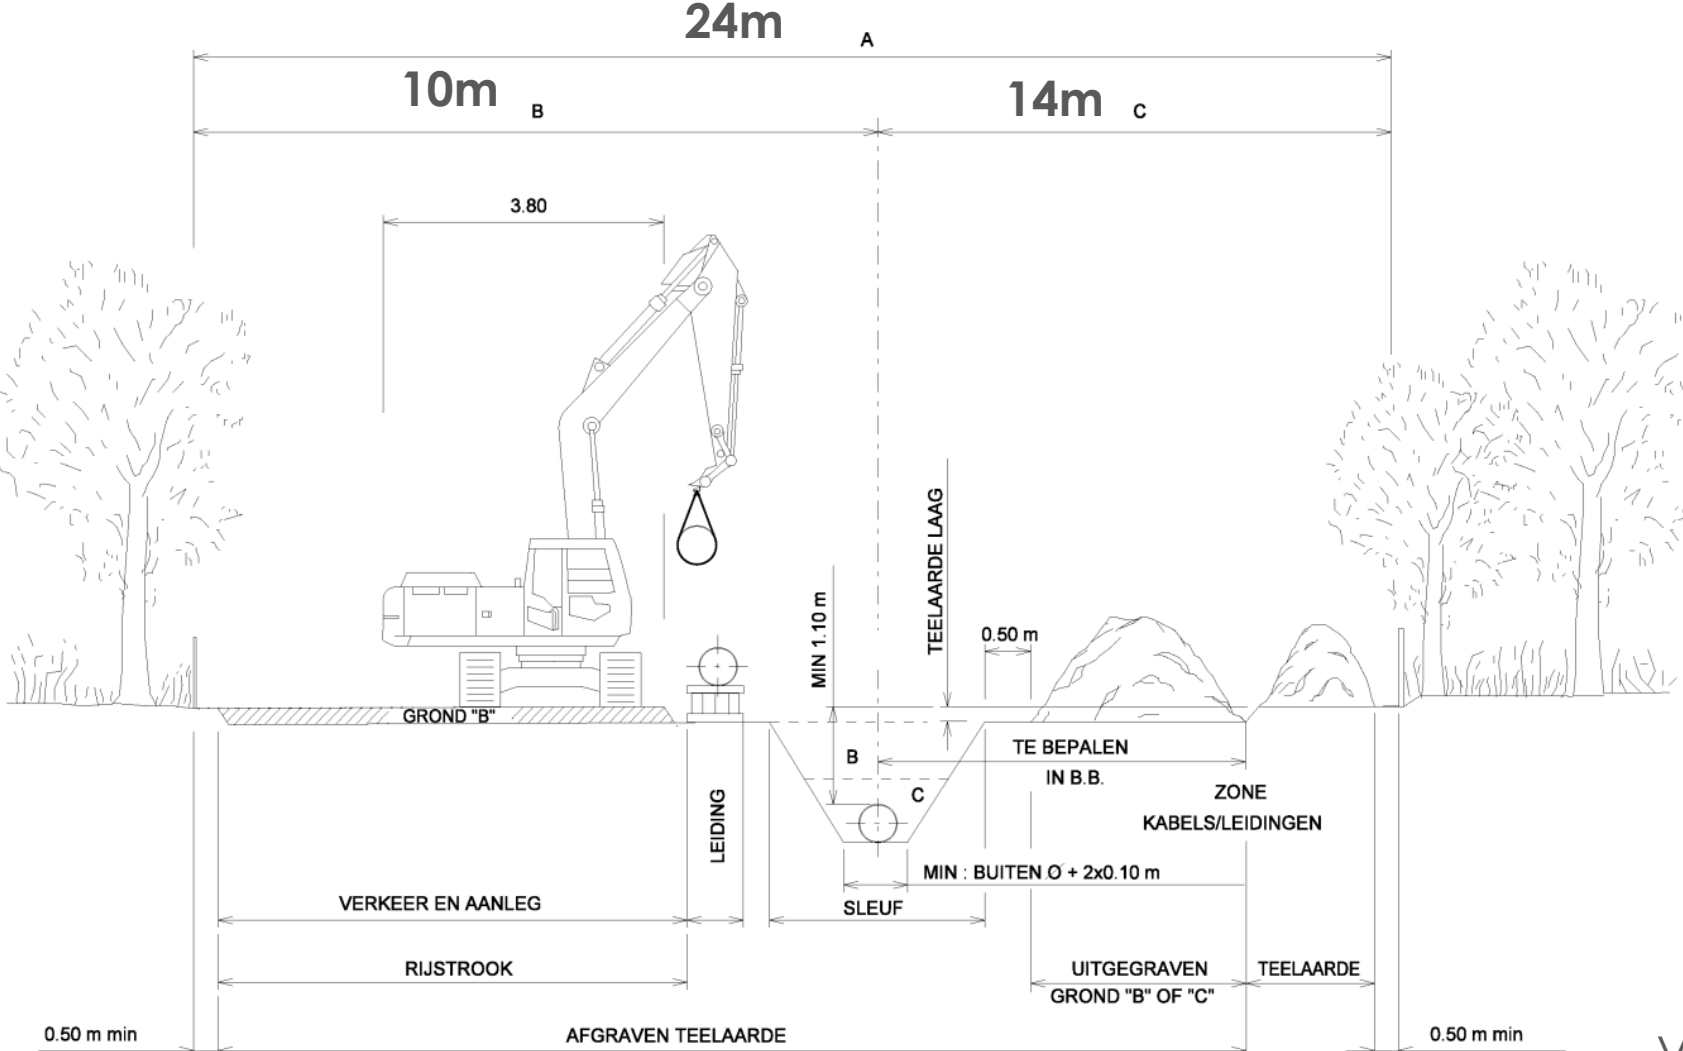 24m
A
10m
B
14m
C
3.80
TEELAARDE LAAG
MIN 1.10 m
0.50 m
GROND "B"
B
TE BEPALEN
IN B.B.
C
ZONE
KABELS/LEIDINGEN
LEIDING
MIN : BUITEN Ø + 2x0.10 m
VERKEER EN AANLEG
SLEUF
RIJSTROOK
UITGEGRAVEN
GROND "B" OF "C"
TEELAARDE
0.50 m min
AFGRAVEN TEELAARDE
0.50 m min